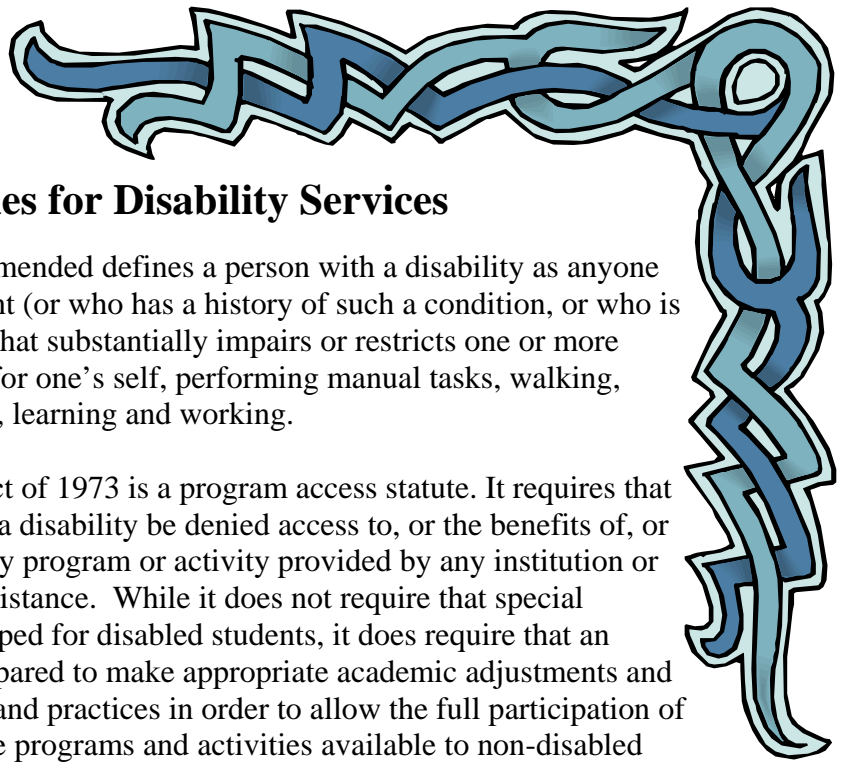 es for Disability Services
mended defines a person with a disability as anyone
nt (or who has a history of such a condition, or who is
hat substantially impairs or restricts one or more
for one's self, performing manual tasks, walking,
, learning and working.
ct of 1973 is a program access statute. It requires that
a disability be denied access to, or the benefits of, or
y program or activity provided by any institution or
istance. While it does not require that special
ped for disabled students, it does require that an
pared to make appropriate academic adjustments and
and practices in order to allow the full participation of
e programs and activities available to non-disabled